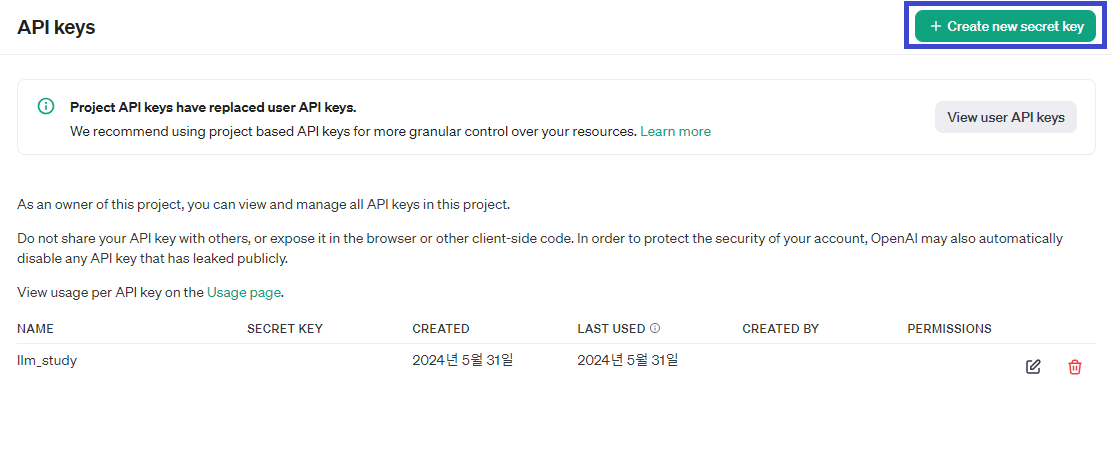 API keys
+ Create new secret key
Project API keys have replaced user API keys.
We recommend using project based API keys for more granular control over your resources. Learn more
View user API keys
As an owner of this project, you can view and manage all API keys in this project.
Do not share your API key with others, or expose it in the browser or other client-side code. In order to protect the security of your account, OpenAI may also automatically
disable any API key that has leaked publicly.
View usage per API key on the Usage page.
NAME SECRET KEY CREATED LAST USED CREATED BY PERMISSIONS
llm_study 2024년 5월 31일 2024년 5월 31일